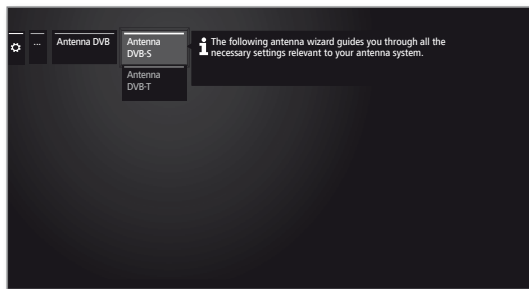 ...
Antenna DVB
Antenna
DVB-S
The following antenna wizard guides you through all the
necessary settings relevant to your antenna system.
Antenna
DVB-T